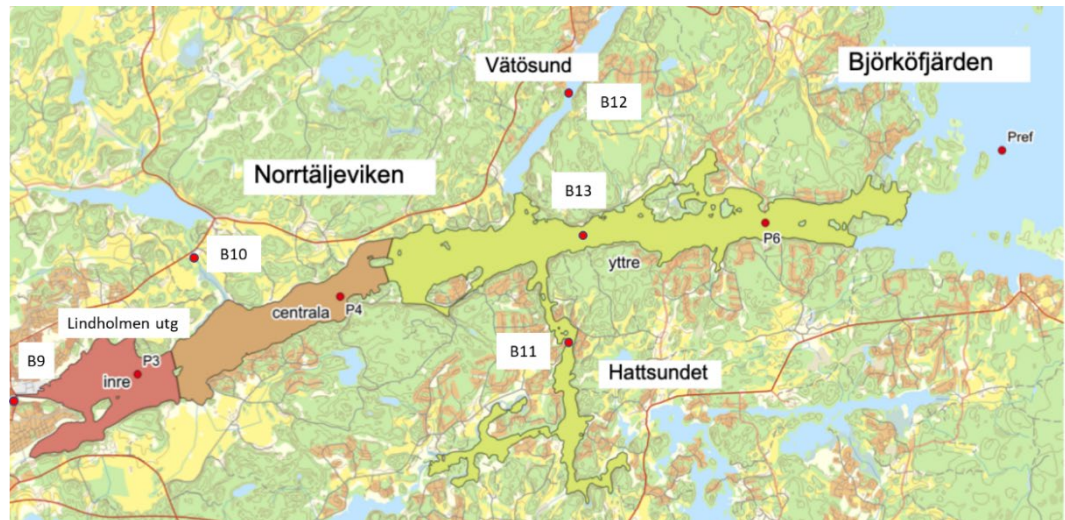 Vätösund
Björköfjärden
B12
Pref
Norrtäljeviken
B13
P6
B10
yttre
centrala
P4
Lindholmen utg
B11
B9
P3
inre
Hattsundet